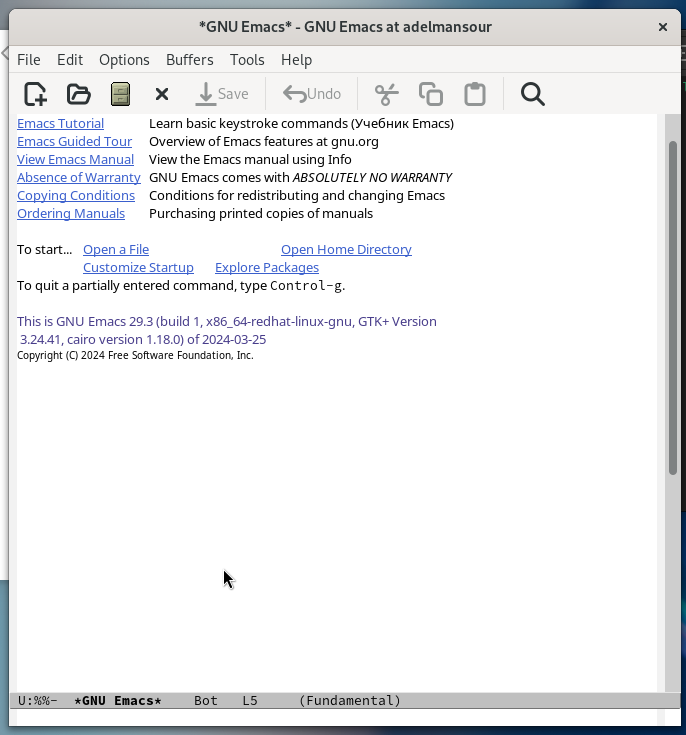 *GNU Emacs* - GNU Emacs at adelmansour
File Edit Options Buffers Tools Help
Save Undo
Emacs Tutorial Learn basic keystroke commands (Учебник Emacs)
Emacs Guided Tour Overview of Emacs features at gnu.org
View Emacs Manual View the Emacs manual using Info
Absence of Warranty GNU Emacs comes with ABSOLUTELY NO WARRANTY
Copying Conditions Conditions for redistributing and changing Emacs
Ordering Manuals Purchasing printed copies of manuals
To start... Open a File Open Home Directory
Customize Startup Explore Packages
To quit a partially entered command, type Control-g.
This is GNU Emacs 29.3 (build 1, x86_64-redhat-linux-gnu, GTK+ Version
3.24.41, cairo version 1.18.0) of 2024-03-25
Copyright (C) 2024 Free Software Foundation, Inc.
U:%%- *GNU Emacs* Bot L5 (Fundamental)